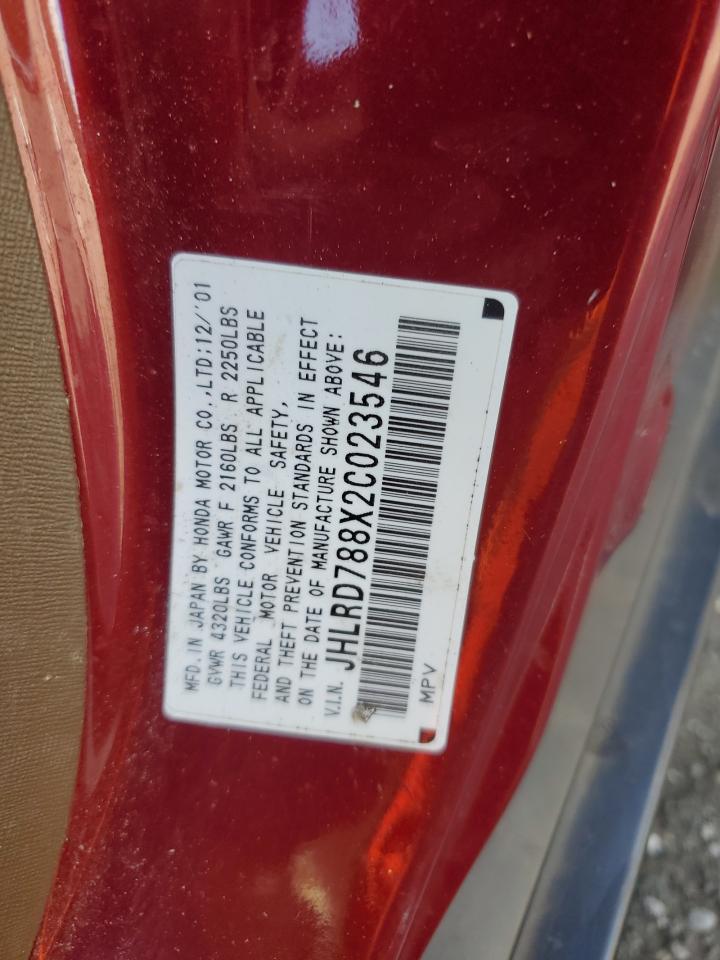 MFD.IN JAPAN BY HONDA MOTOR CO.,LTD:12/'01
GVWR 4320LBS GAWR F 2160LBS R 2250LBS
THIS VEHICLE CONFORMS TO ALL APPLICABLE
FEDERAL MOTOR VEHICLE SAFETY,
AND THEFT PREVENTION STANDARDS IN EFFECT
ON THE DATE OF MANUFACTURE SHOWN ABOVE:
V.I.N. JHLRD788X2C023546
MPV